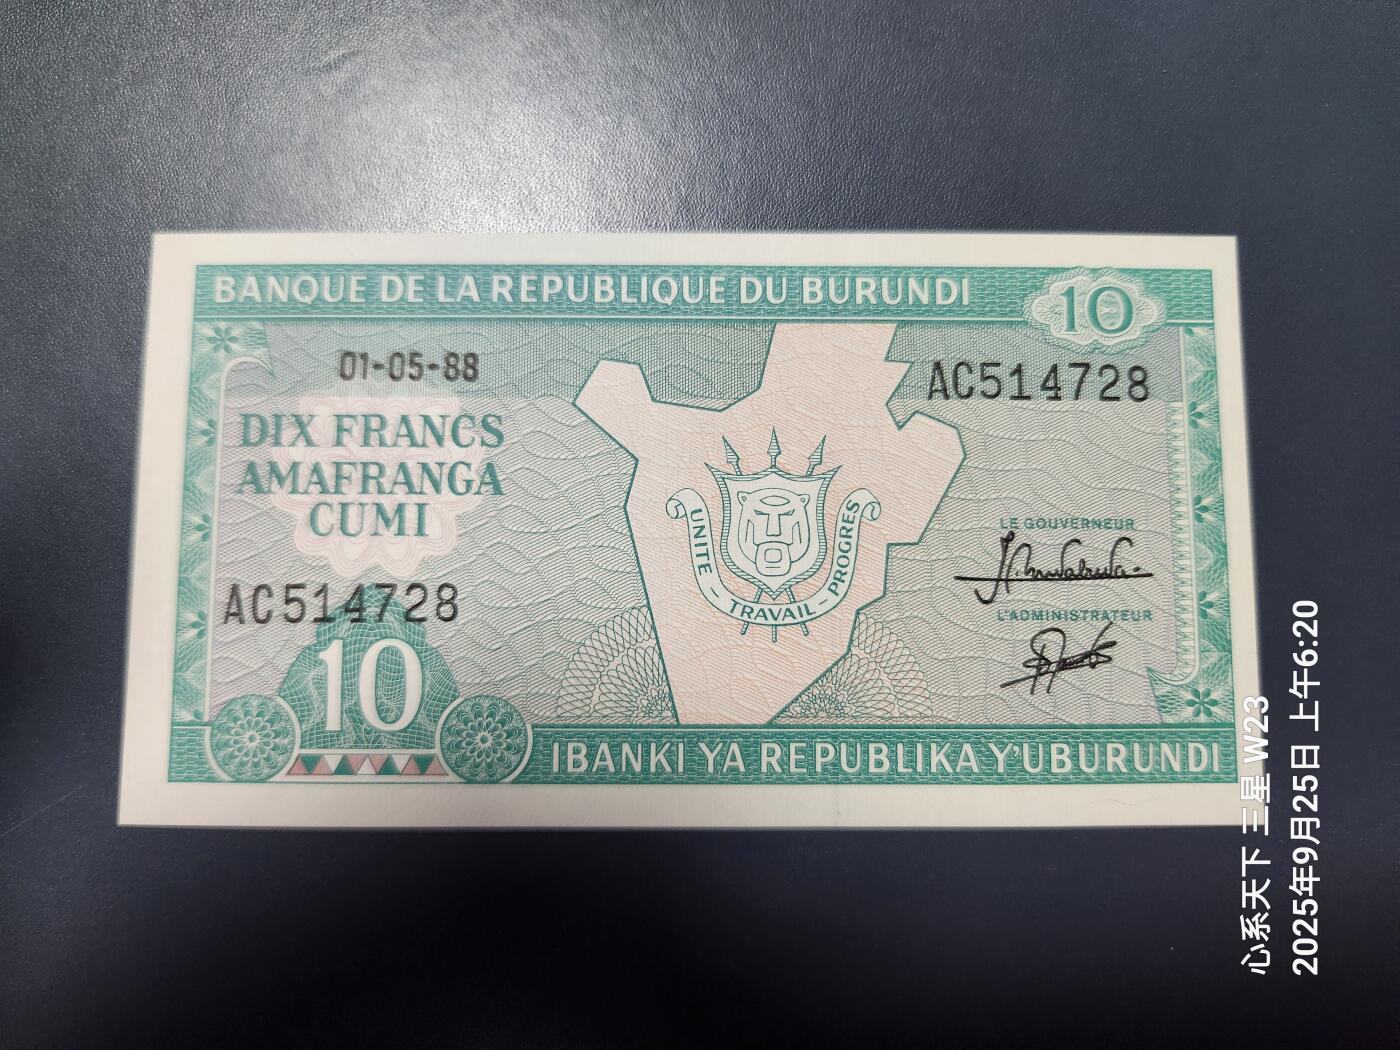 BANQUE DE LA REPUBLIQUE DU BURUNDI
10
01-05-88
AC514728
DIX FRANCS
AMAFRANGA
CUMI
UNITE - TRAVAIL - PROGRES
LE GOUVERNEUR
AC514728
L'ADMINISTRATEUR
10
IBANKI YA REPUBLIKA Y'UBURUNDI
心系天下 三星 W23
2025年9月25日 上午6:20